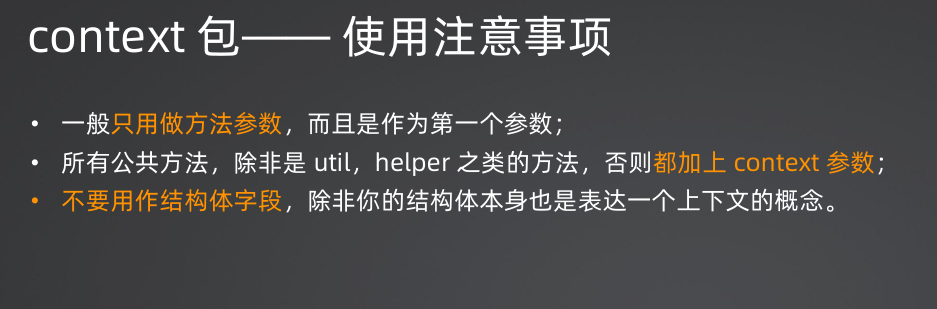 context 包—— 使用注意事项
• 一般只用做方法参数，而且是作为第一个参数；
• 所有公共方法，除非是 util，helper 之类的方法，否则都加上 context 参数；
• 不要用作结构体字段，除非你的结构体本身也是表达一个上下文的概念。